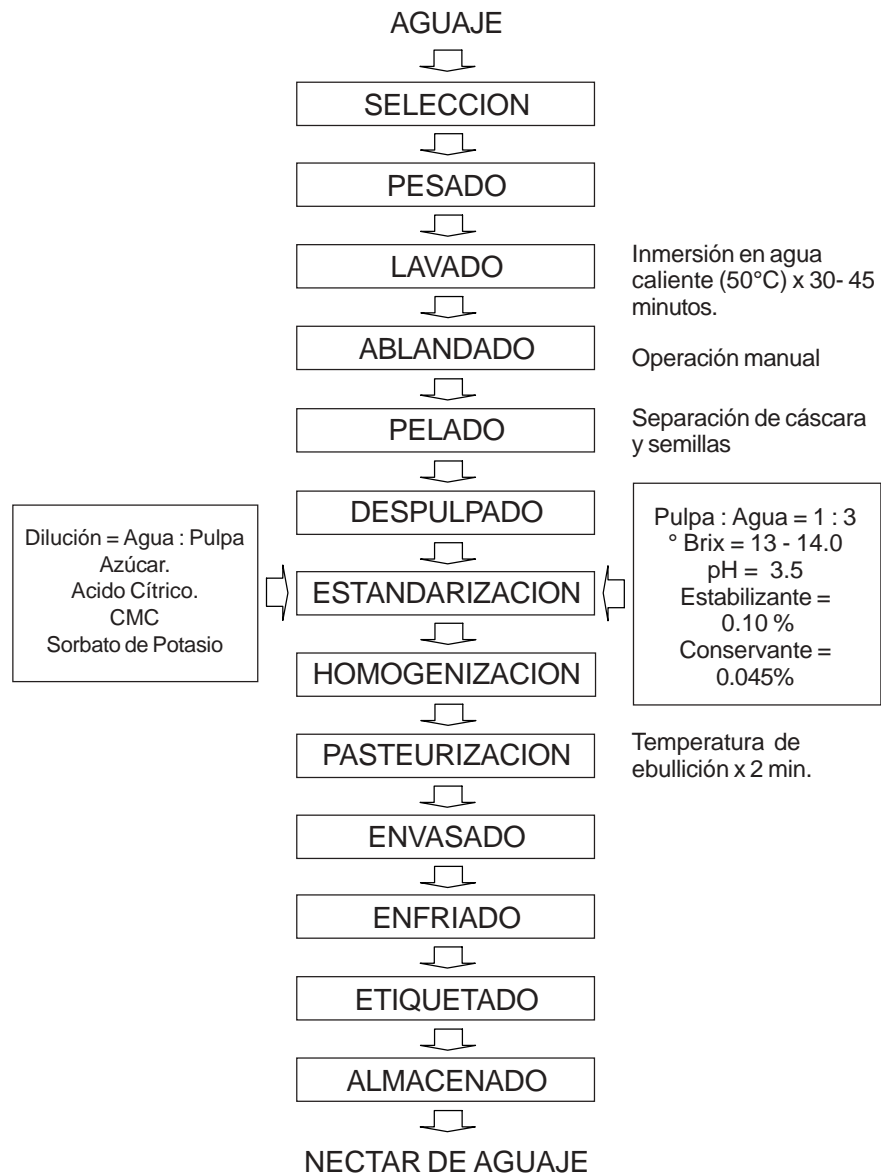 AGUAJE
SELECCION
PESADO
LAVADO
Inmersión en agua
caliente (50°C) x 30- 45
minutos.
ABLANDADO
Operación manual
PELADO
Separación de cáscara
y semillas
DESPULPADO
Dilución = Agua : Pulpa
Azúcar.
Acido Cítrico.
CMC
Sorbato de Potasio
ESTANDARIZACION
Pulpa : Agua = 1 : 3
° Brix = 13 - 14.0
pH = 3.5
Estabilizante =
0.10 %
Conservante =
0.045%
HOMOGENIZACION
PASTEURIZACION
Temperatura de
ebullición x 2 min.
ENVASADO
ENFRIADO
ETIQUETADO
ALMACENADO
NECTAR DE AGUAJE